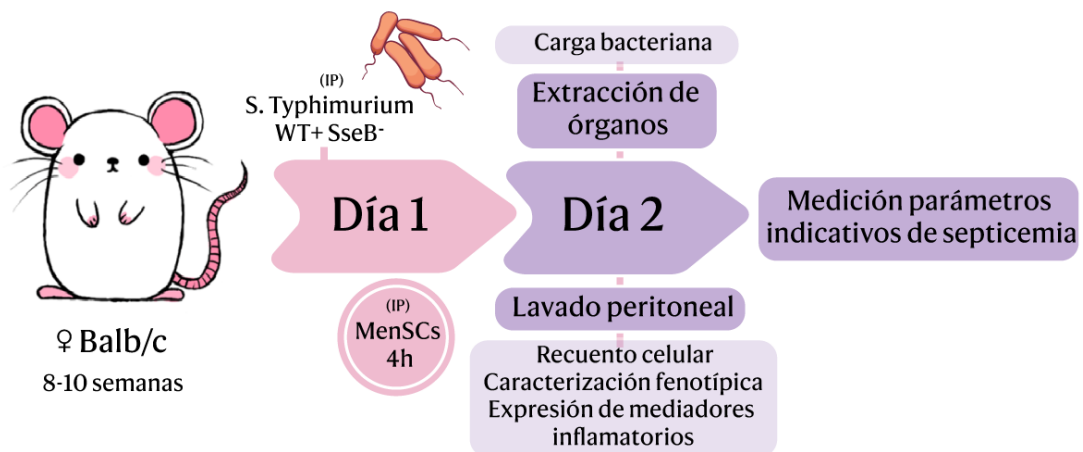 ♀ Balb/c
8-10 semanas
(IP)
S. Typhimurium
WT+ SseB-
Día 1
(IP)
MenSCs
4h
Carga bacteriana
Extracción de
órganos
Día 2
Lavado peritoneal
Recuento celular
Caracterización fenotípica
Expresión de mediadores
inflamatorios
Medición parámetros
indicativos de septicemia